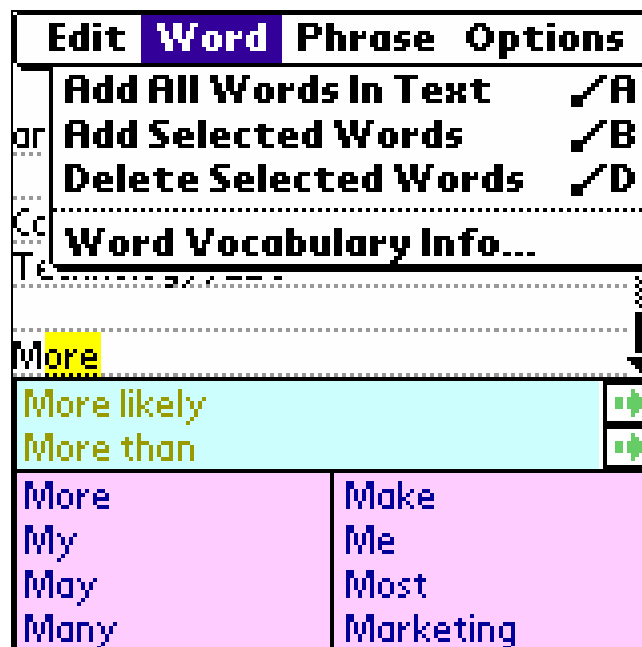 Edit Word Phrase Options
Add All Words In Text A
Add Selected Words B
Delete Selected Words D
Word Vocabulary Info...
More
More likely
More than
More Make
My Me
May Most
Many Marketing